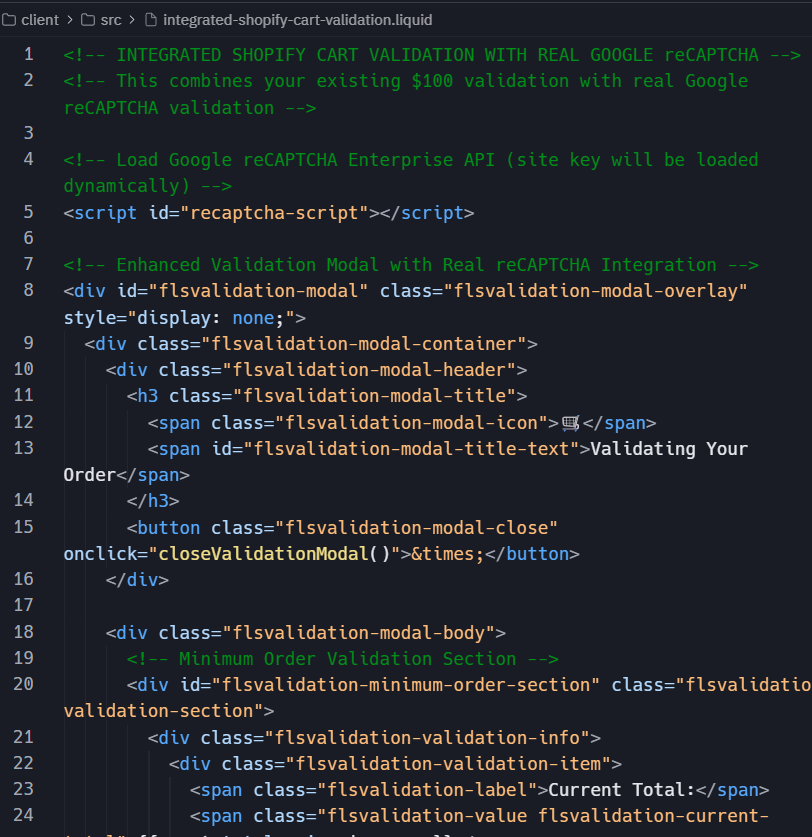 client > src > integrated-shopify-cart-validation.liquid
1 <!-- INTEGRATED SHOPIFY CART VALIDATION WITH REAL GOOGLE reCAPTCHA -->
2 <!-- This combines your existing $100 validation with real Google
reCAPTCHA validation -->
3
4 <!-- Load Google reCAPTCHA Enterprise API (site key will be loaded
dynamically) -->
5 <script id="recaptcha-script"></script>
6
7 <!-- Enhanced Validation Modal with Real reCAPTCHA Integration -->
8 <div id="flsvalidation-modal" class="flsvalidation-modal-overlay"
style="display: none;">
9 <div class="flsvalidation-modal-container">
10 <div class="flsvalidation-modal-header">
11 <h3 class="flsvalidation-modal-title">
12 <span class="flsvalidation-modal-icon">🛒</span>
13 <span id="flsvalidation-modal-title-text">Validating Your
Order</span>
14 </h3>
15 <button class="flsvalidation-modal-close"
onclick="closeValidationModal()">&times;</button>
16 </div>
17
18 <div class="flsvalidation-modal-body">
19 <!-- Minimum Order Validation Section -->
20 <div id="flsvalidation-minimum-order-section" class="flsvalidatio
validation-section">
21 <div class="flsvalidation-validation-info">
22 <div class="flsvalidation-validation-item">
23 <span class="flsvalidation-label">Current Total:</span>
24 <span class="flsvalidation-value flsvalidation-current-